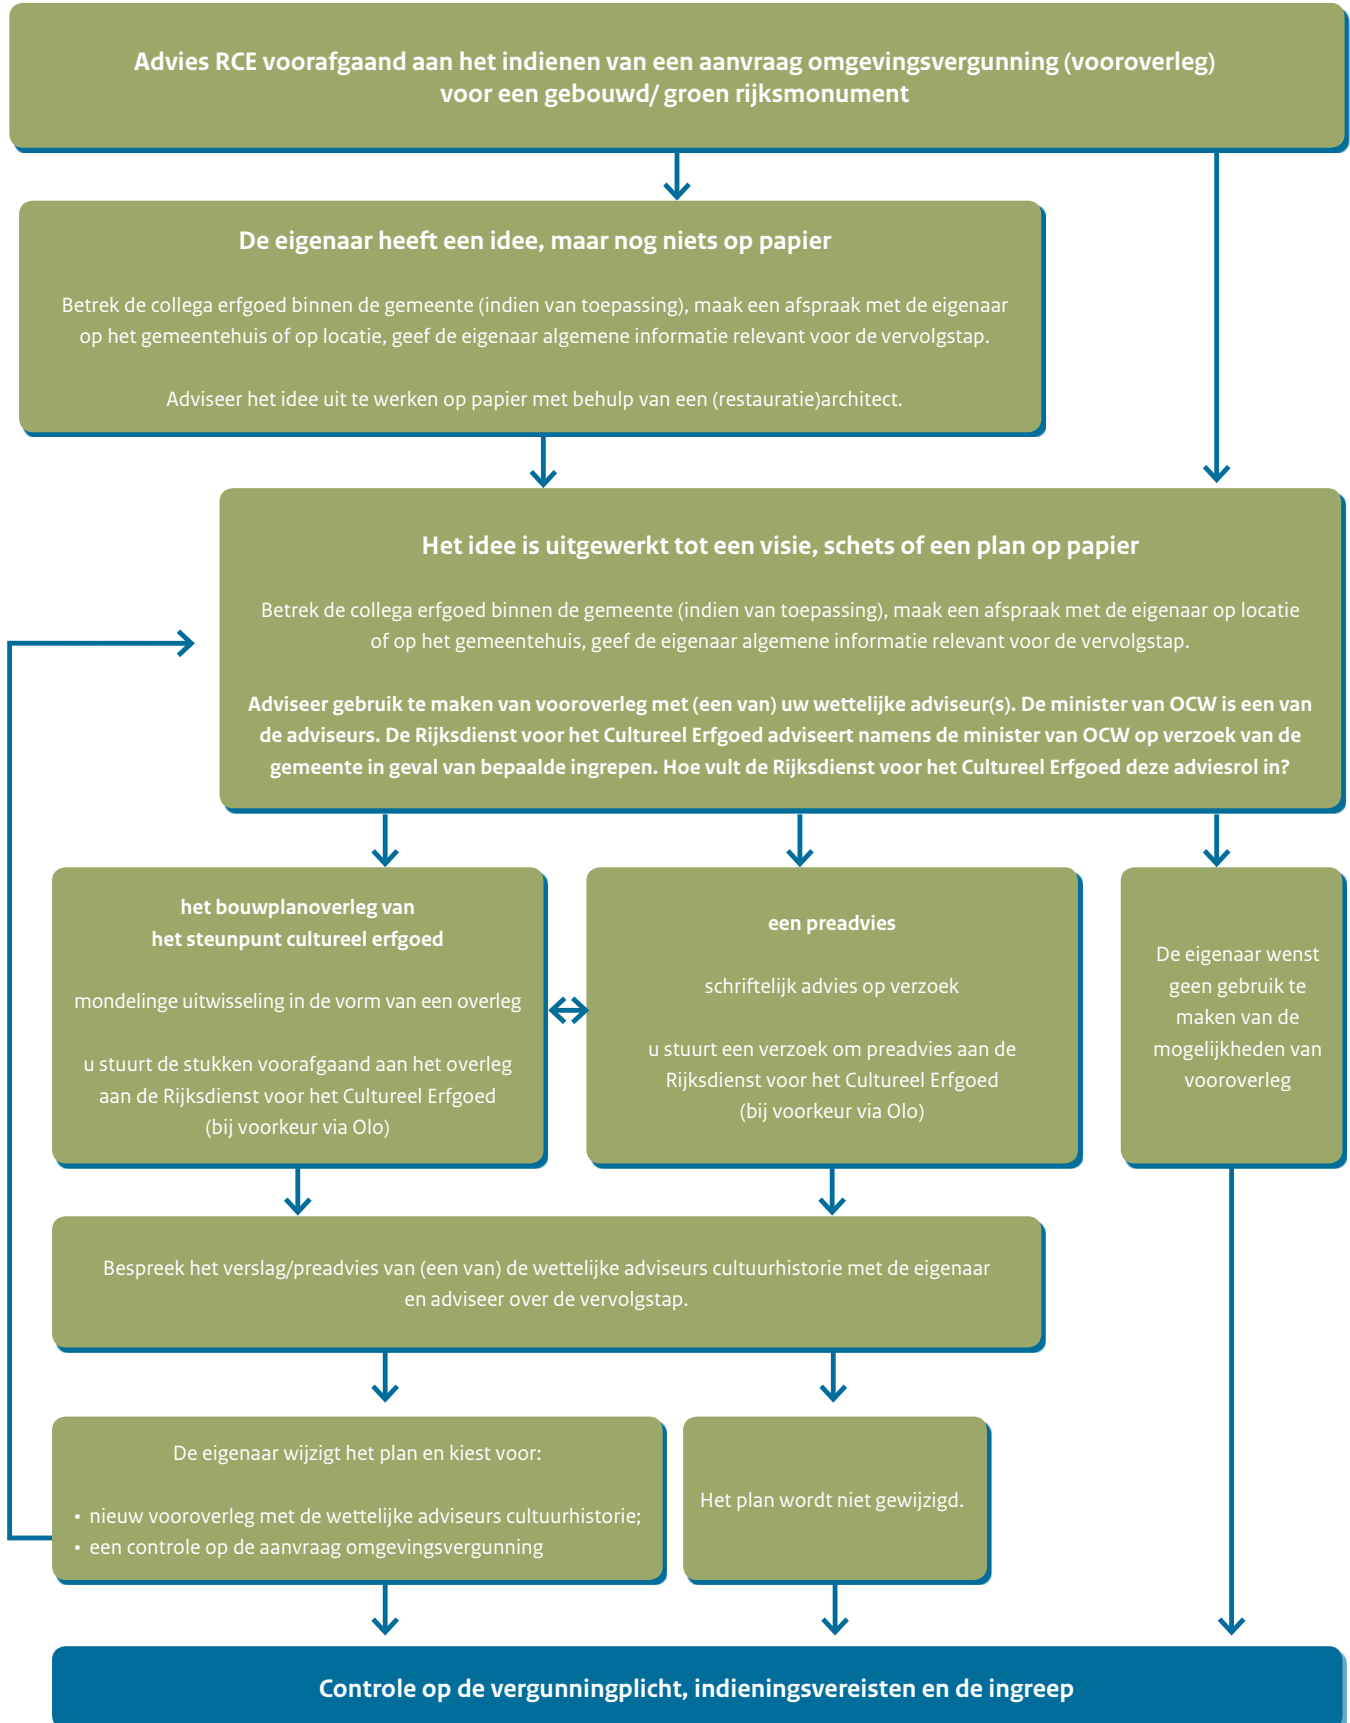 Advies RCE voorafgaand aan het indienen van een aanvraag omgevingsvergunning (vooroverleg)
voor een gebouwd/ groen rijksmonument
De eigenaar heeft een idee, maar nog niets op papier
Betrek de collega erfgoed binnen de gemeente (indien van toepassing), maak een afspraak met de eigenaar
op het gemeentehuis of op locatie, geef de eigenaar algemene informatie relevant voor de vervolgstap.
Adviseer het idee uit te werken op papier met behulp van een (restauratie)architect.
Het idee is uitgewerkt tot een visie, schets of een plan op papier
Betrek de collega erfgoed binnen de gemeente (indien van toepassing), maak een afspraak met de eigenaar op locatie
of op het gemeentehuis, geef de eigenaar algemene informatie relevant voor de vervolgstap.
Adviseer gebruik te maken van vooroverleg met (een van) uw wettelijke adviseur(s). De minister van OCW is een van
de adviseurs. De Rijksdienst voor het Cultureel Erfgoed adviseert namens de minister van OCW op verzoek van de
gemeente in geval van bepaalde ingrepen. Hoe vult de Rijksdienst voor het Cultureel Erfgoed deze adviesrol in?
het bouwplanoverleg van
het steunpunt cultureel erfgoed
mondelinge uitwisseling in de vorm van een overleg
u stuurt de stukken voorafgaand aan het overleg
aan de Rijksdienst voor het Cultureel Erfgoed
(bij voorkeur via Olo)
een preadvies
schriftelijk advies op verzoek
u stuurt een verzoek om preadvies aan de
Rijksdienst voor het Cultureel Erfgoed
(bij voorkeur via Olo)
De eigenaar wenst
geen gebruik te
maken van de
mogelijkheden van
vooroverleg
Bespreek het verslag/preadvies van (een van) de wettelijke adviseurs cultuurhistorie met de eigenaar
en adviseer over de vervolgstap.
De eigenaar wijzigt het plan en kiest voor:
• nieuw vooroverleg met de wettelijke adviseurs cultuurhistorie;
• een controle op de aanvraag omgevingsvergunning
Het plan wordt niet gewijzigd.
Controle op de vergunningplicht, indieningsvereisten en de ingreep